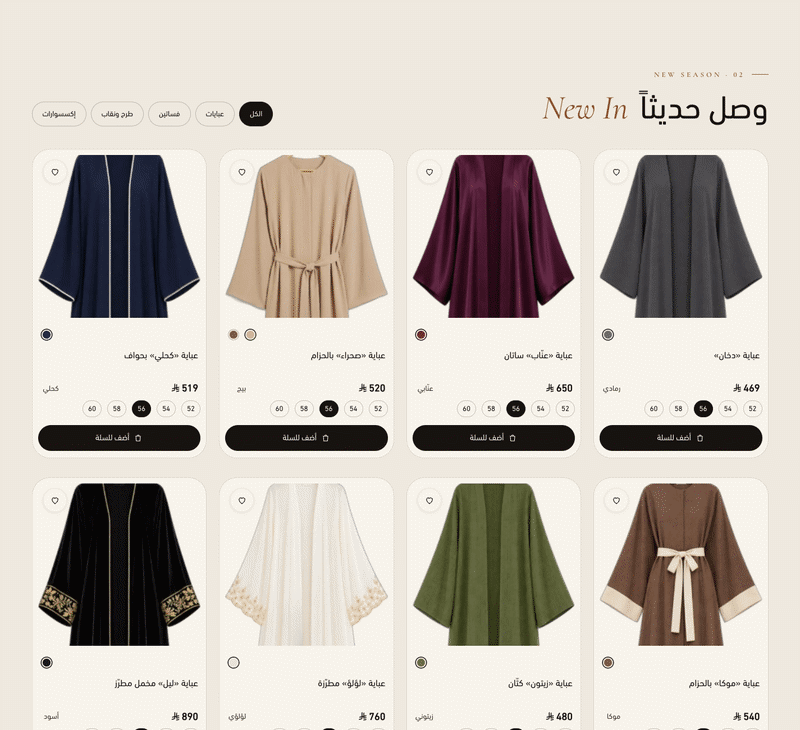 NEW SEASON · 02
وصل حديثاً New In
الكل
عبايات
فساتين
طرح ونقاب
إكسسوارات
عباية «دخان»
469
رمادي
52 54 56 58 60
أضف للسلة
عباية «عنّاب» ساتان
650
عنّابي
52 54 56 58 60
أضف للسلة
عباية «صحراء» بالحزام
520
بيج
52 54 56 58 60
أضف للسلة
عباية «كحلي» بحواف
519
كحلي
52 54 56 58 60
أضف للسلة
عباية «موكا» بالحزام
540
موكا
عباية «زيتون» كتّان
480
زيتوني
عباية «لؤلؤ» مطرّزة
760
لؤلؤي
عباية «ليل» مخمل مطرّز
890
أسود